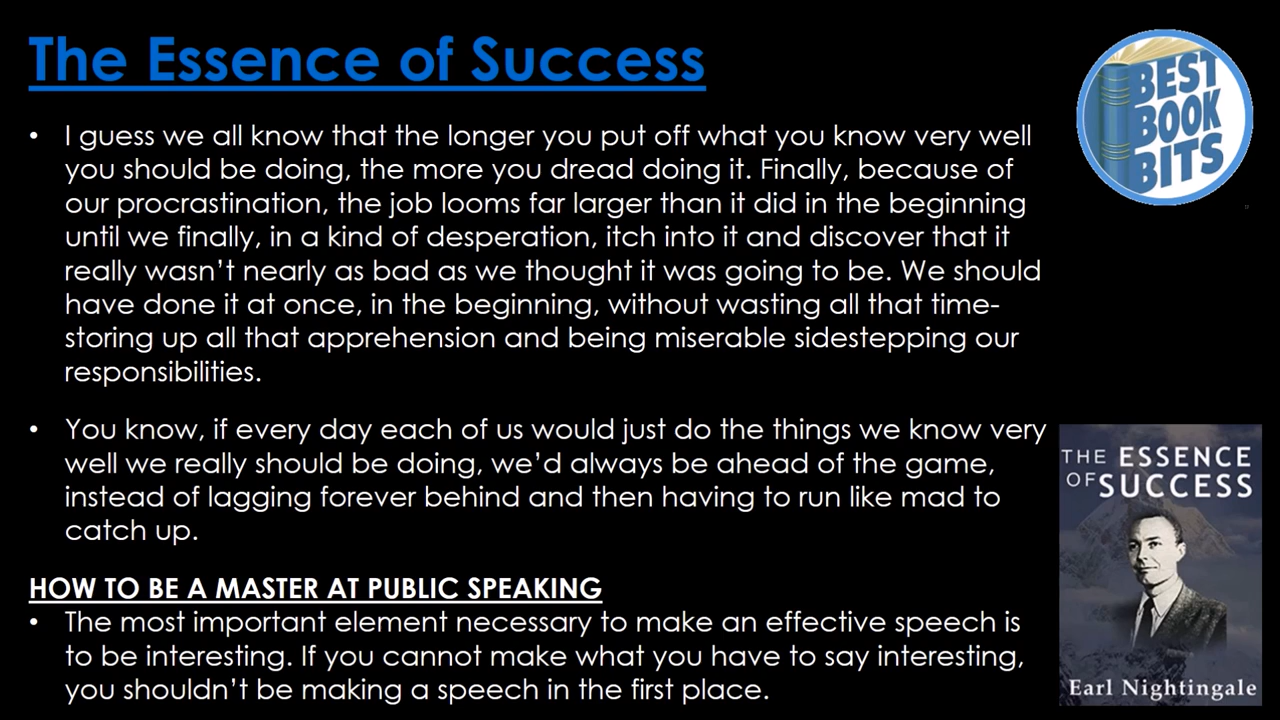 The Essence of Success
BEST
BOOK
BITS
• I guess we all know that the longer you put off what you know very well
you should be doing, the more you dread doing it. Finally, because of
our procrastination, the job looms far larger than it did in the beginning
until we finally, in a kind of desperation, itch into it and discover that it
really wasn’t nearly as bad as we thought it was going to be. We should
have done it at once, in the beginning, without wasting all that time-
storing up all that apprehension and being miserable sidestepping our
responsibilities.
• You know, if every day each of us would just do the things we know very
well we really should be doing, we’d always be ahead of the game,
instead of lagging forever behind and then having to run like mad to
catch up.
HOW TO BE A MASTER AT PUBLIC SPEAKING
• The most important element necessary to make an effective speech is
to be interesting. If you cannot make what you have to say interesting,
you shouldn’t be making a speech in the first place.
THE ESSENCE
OF SUCCESS
Earl Nightingale